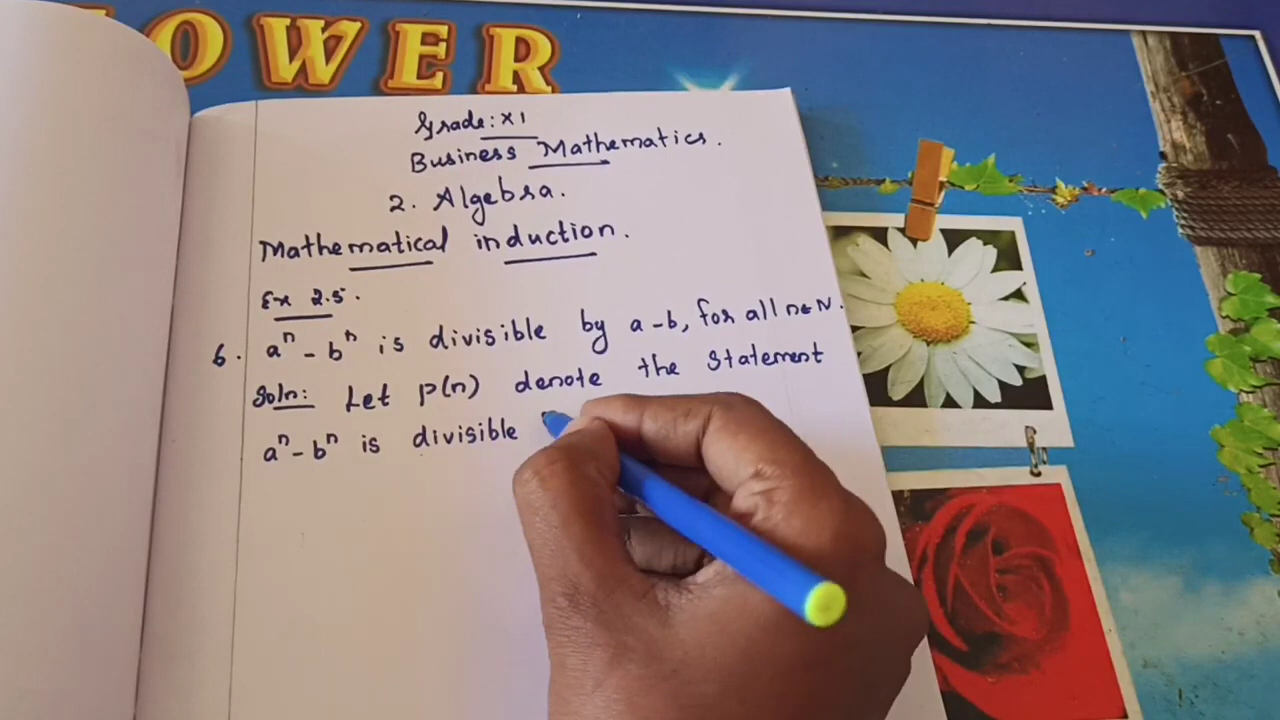 OWER
Grade: XI
Business Mathematics.
2. Algebra.
Mathematical induction.
Ex 2.5.
6. aⁿ - bⁿ is divisible by a-b, for all n∈N.
Soln: Let P(n) denote the statement
aⁿ - bⁿ is divisible